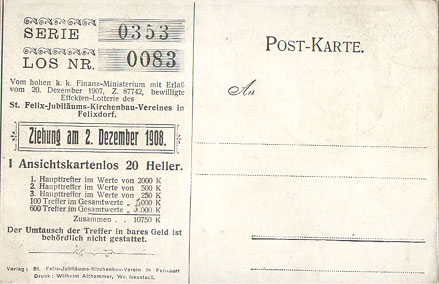 SERIE 0353
LOS NR. 0083
Vom hohen k. k. Finanz-Ministerium mit Erlaß
vom 20. Dezember 1907, Z. 87742, bewilligte
Effekten-Lotterie des
St. Felix-Jubiläums-Kirchenbau-Vereines in
Felixdorf.
Ziehung am 2. Dezember 1908.
1 Ansichtskartenlos 20 Heller.
1. Haupttreffer im Werte von 2000 K
2. Haupttreffer im Werte von 500 K
3. Haupttreffer im Werte von 250 K
100 Treffer im Gesamtwerte „ 5000 K
600 Treffer im Gesamtwerte „ 3000 K
Zusammen . . 10750 K
Der Umtausch der Treffer in bares Geld ist
behördlich nicht gestattet.
Verlag: St. Felix-Jubiläums-Kirchenbau-Verein in Felixdorf
Druck: Wilhelm Althammer, Wr. Neustadt.
POST-KARTE.
An